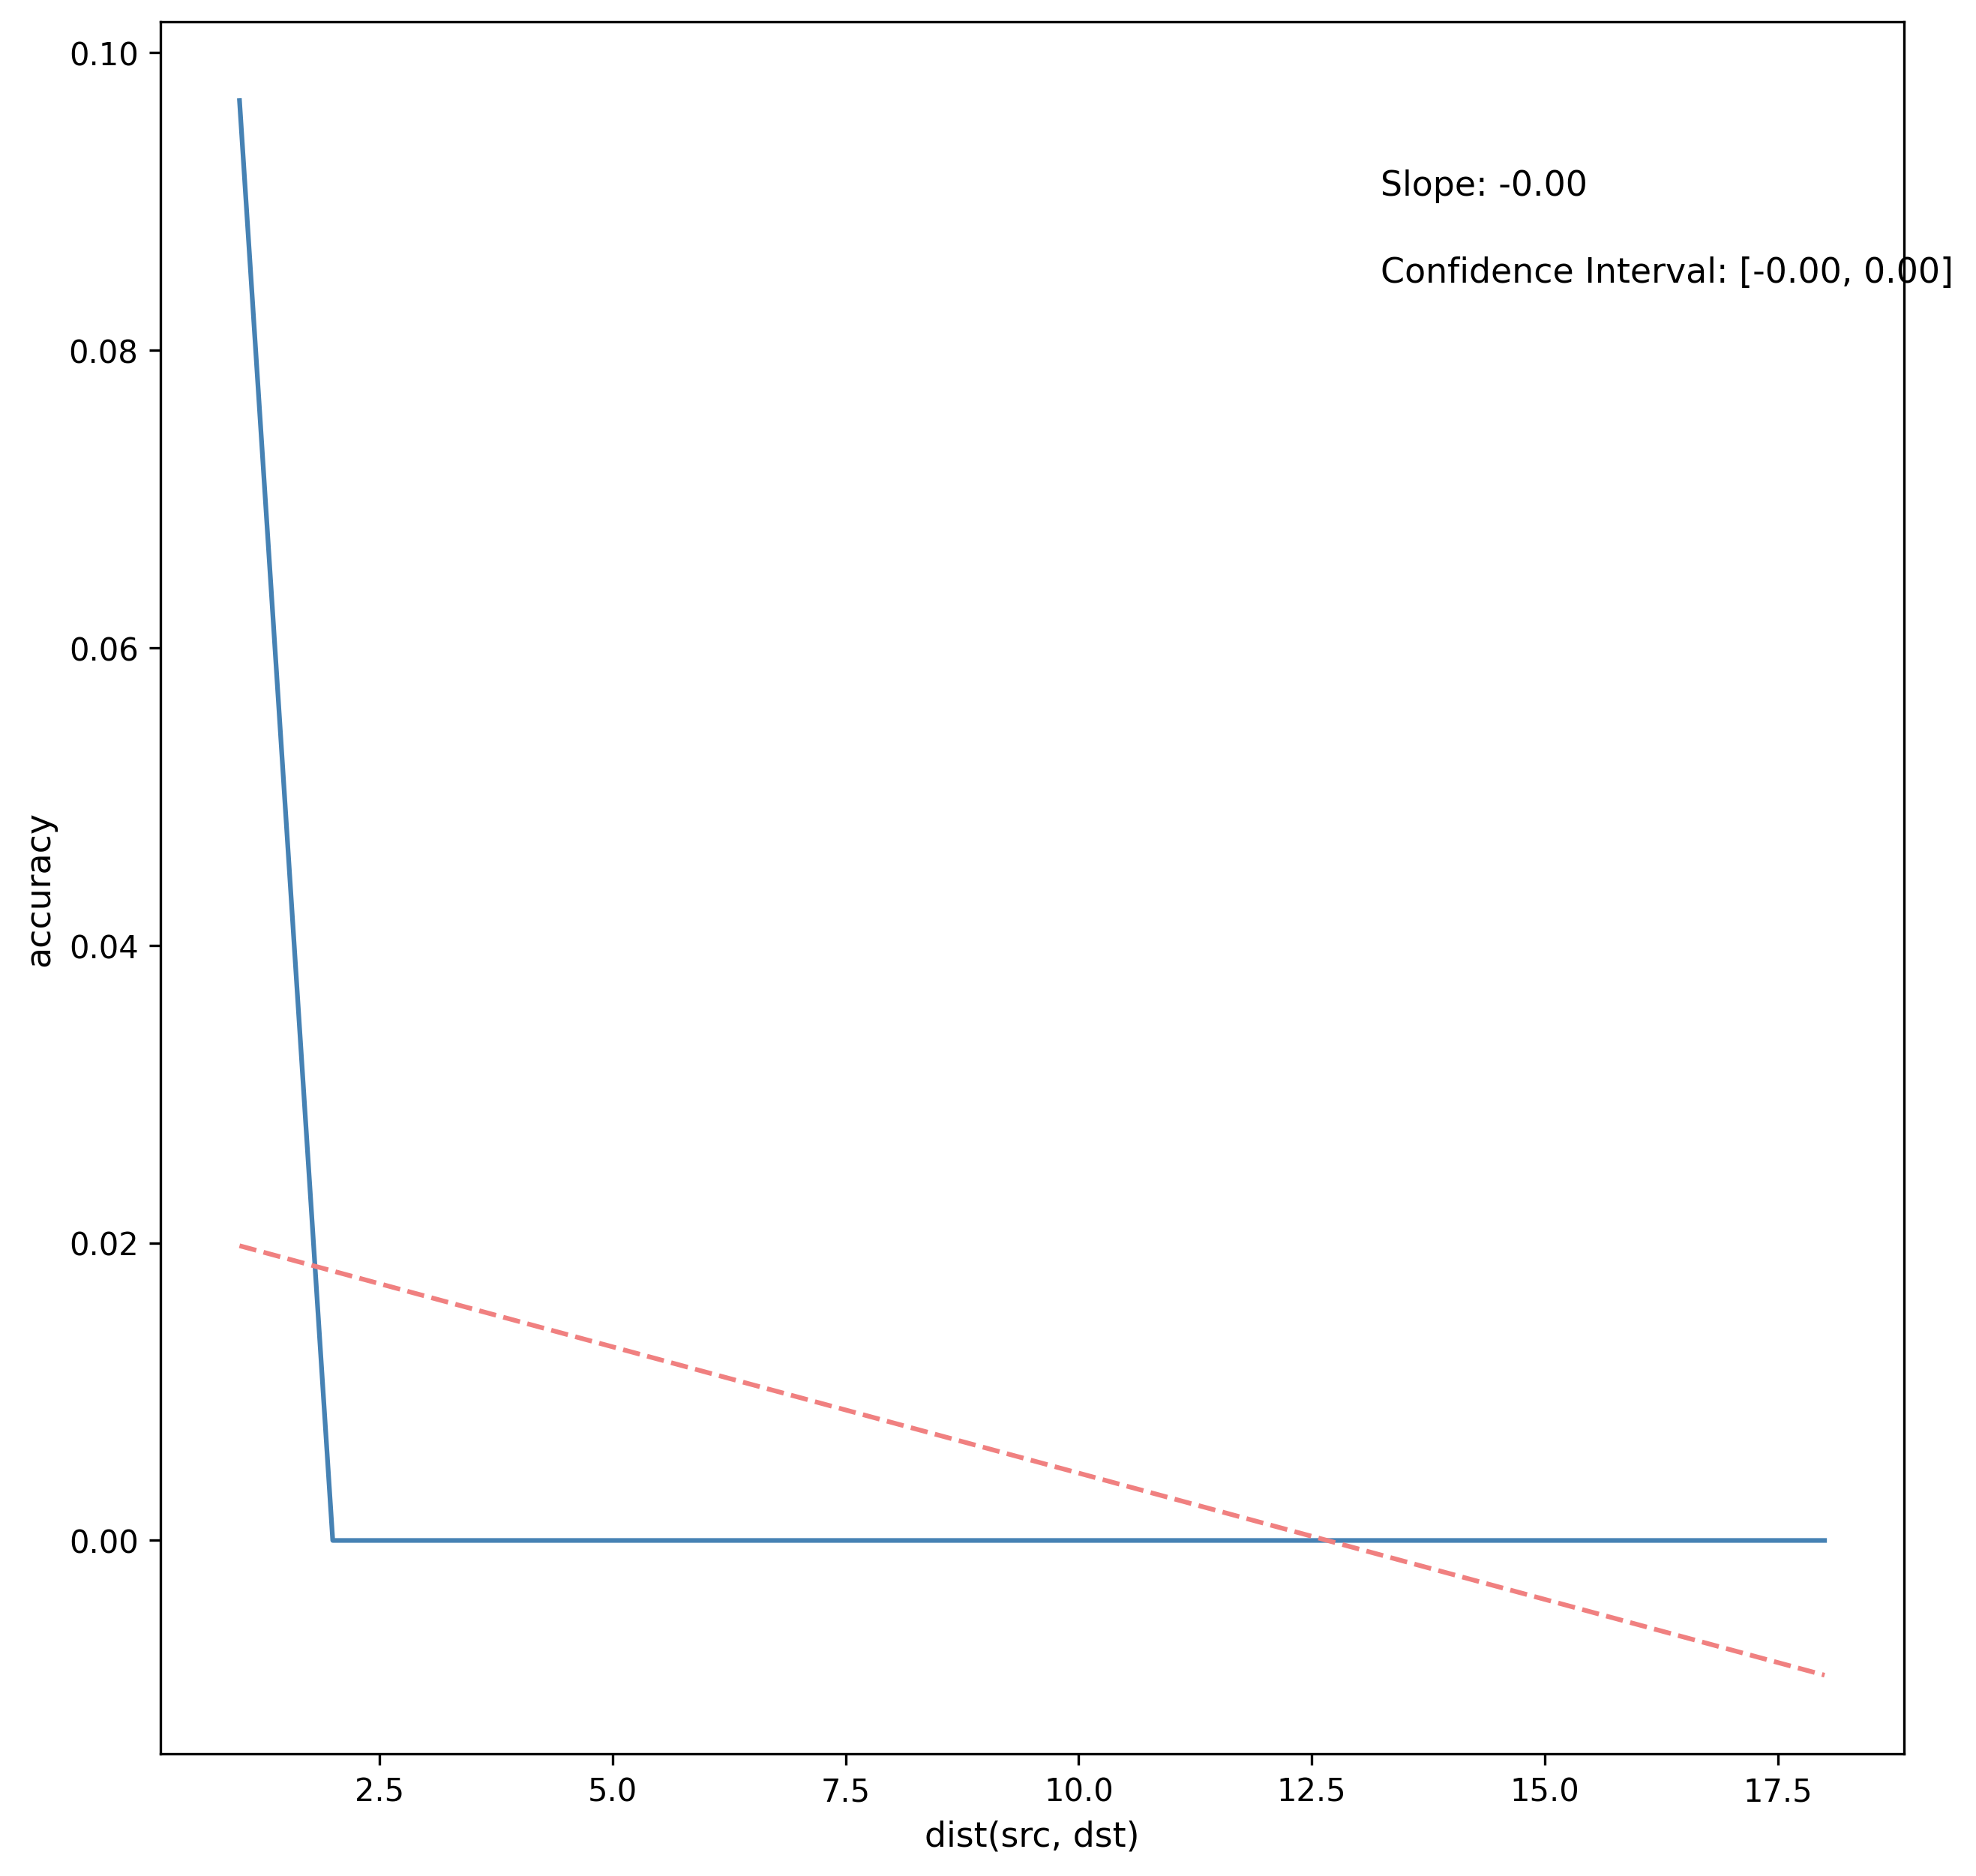 0.10
0.08
0.06
0.04
0.02
0.00
accuracy
Slope: -0.00
Confidence Interval: [-0.00, 0.00]
2.5 5.0 7.5 10.0 12.5 15.0 17.5
dist(src, dst)